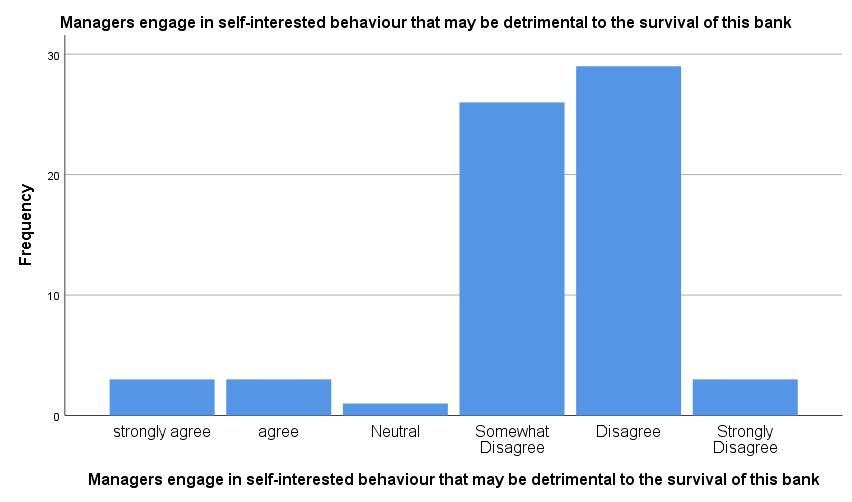 Managers engage in self-interested behaviour that may be detrimental to the survival of this bank
30
20
10
0
Frequency
strongly agree
agree
Neutral
Somewhat
Disagree
Disagree
Strongly
Disagree
Managers engage in self-interested behaviour that may be detrimental to the survival of this bank